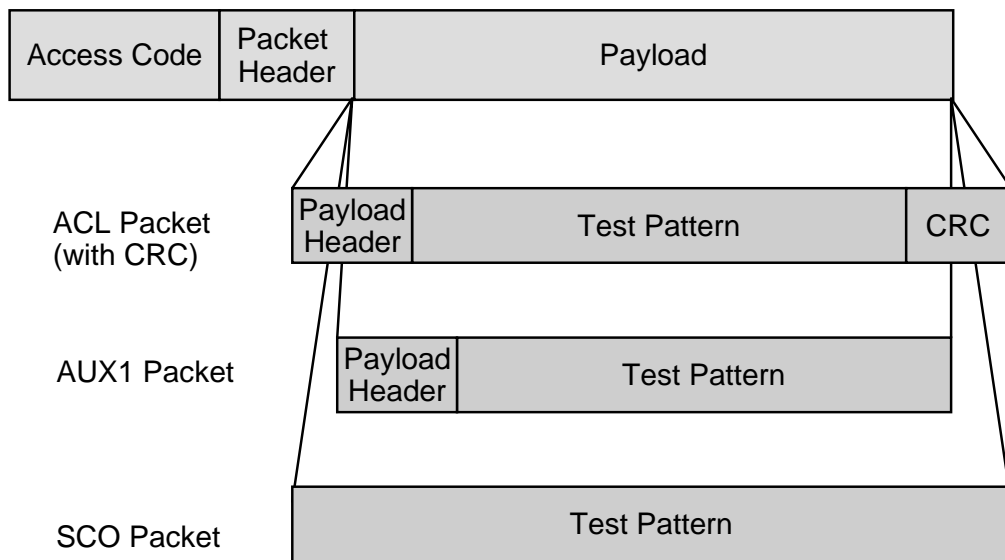 Access Code
Packet
Header
Payload
ACL Packet
(with CRC)
Payload
Header
Test Pattern
CRC
AUX1 Packet
Payload
Header
Test Pattern
SCO Packet
Test Pattern